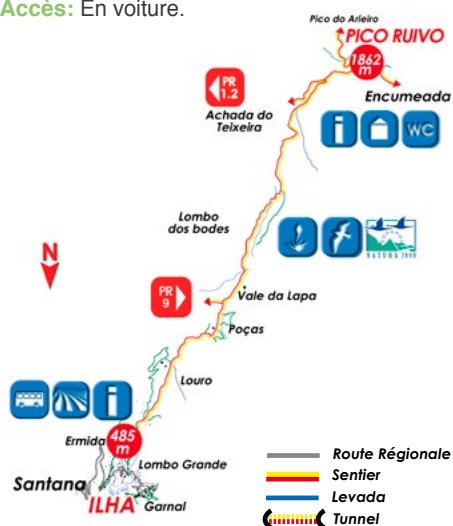 Accès: En voiture.
Pico do Arieiro
PICO RUIVO
1862
m
PR
1.2
Encumeada
Achada do
Teixeira
i
WC
Lombo
dos bodes
NATURA 2000
N
PR
9
Vale da Lapa
Poças
Louro
i
Ermida
485
m
Lombo Grande
Santana
ILHA
Garnal
Route Régionale
Sentier
Levada
Tunnel